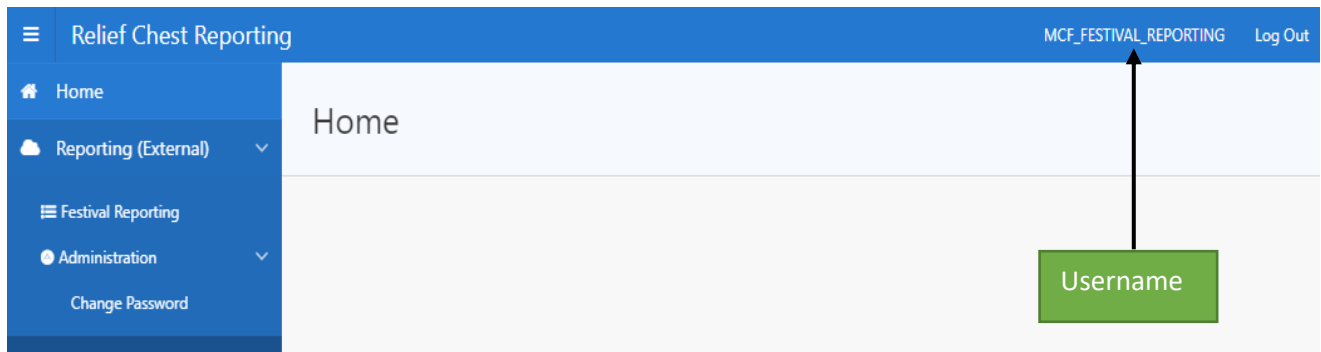 Relief Chest Reporting
MCF_FESTIVAL_REPORTING Log Out
Home
Reporting (External)
Festival Reporting
Administration
Change Password
Home
Username